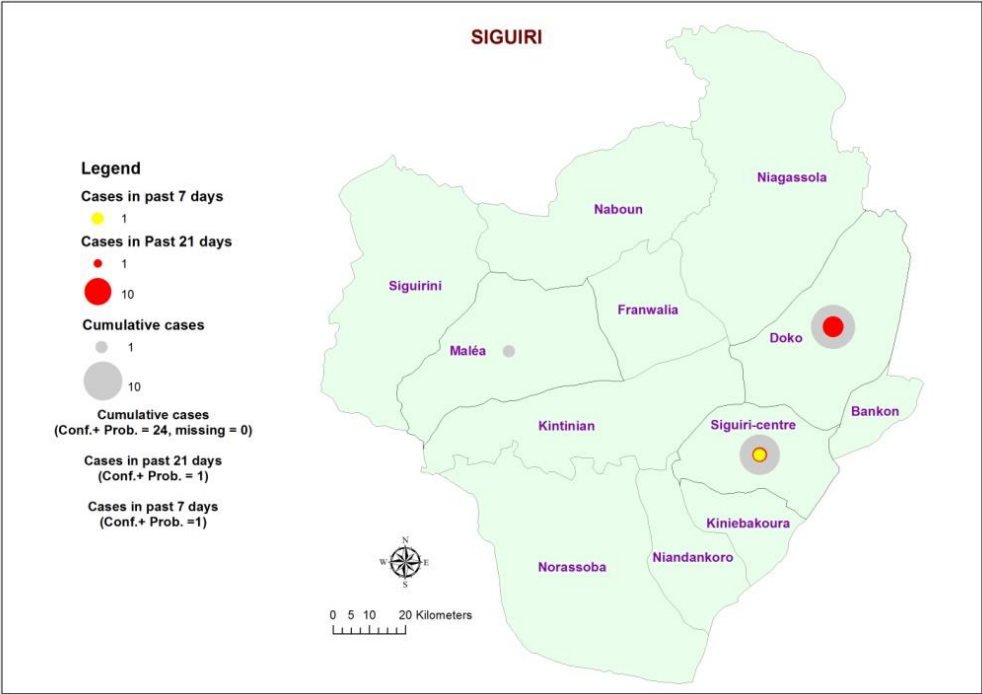 SIGUIRI
Legend
Cases in past 7 days
1
Cases in Past 21 days
1
10
Cumulative cases
1
10
Cumulative cases
(Conf.+ Prob. = 24, missing = 0)
Cases in past 21 days
(Conf.+ Prob. = 1)
Cases in past 7 days
(Conf.+ Prob. =1)
Niagassola
Naboun
Siguirini
Franwalia
Doko
Maléa
Bankon
Kintinian
Siguiri-centre
Kiniebakoura
Niandankoro
Norassoba
N
W E
S
0 5 10 20 Kilometers